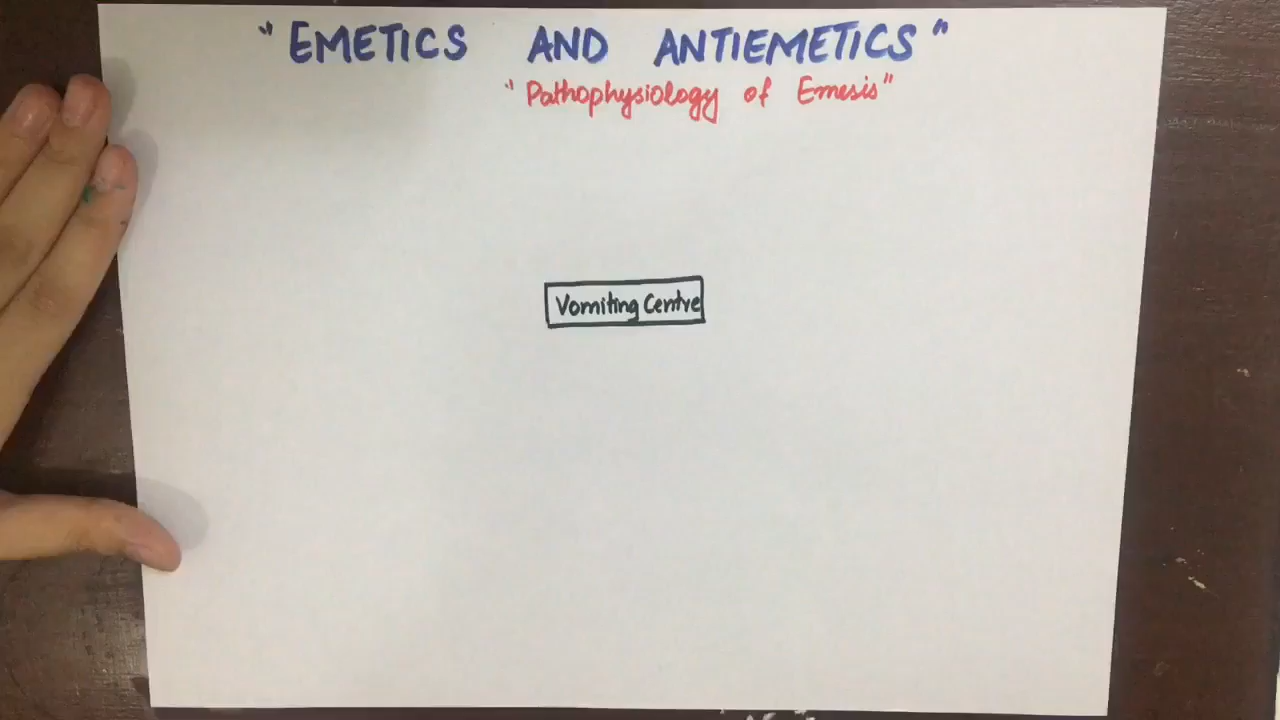 "EMETICS AND ANTIEMETICS"
"Pathophysiology of Emesis"
Vomiting Centre